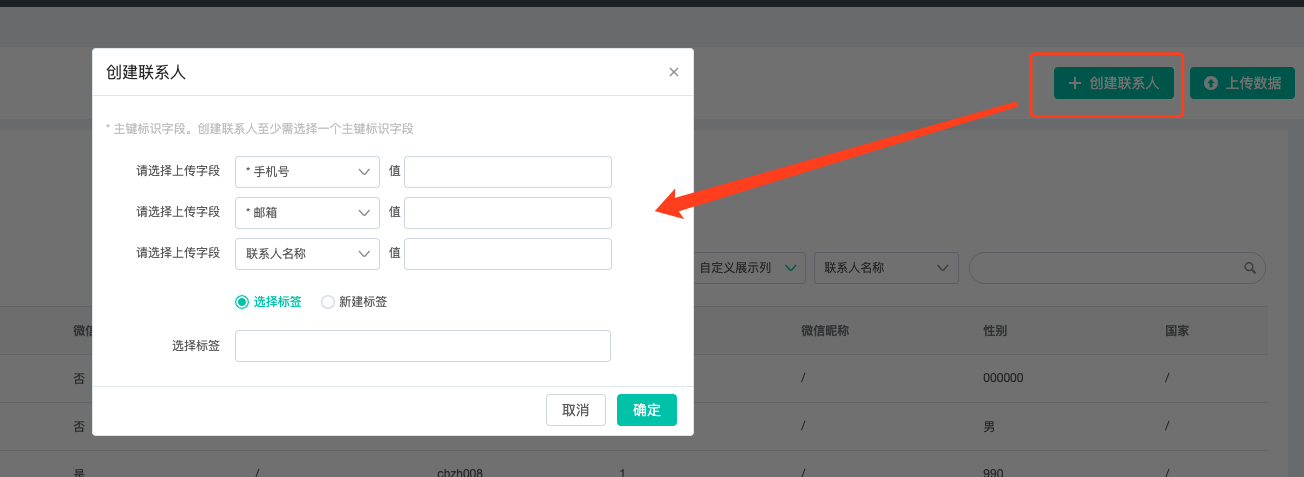 创建联系人
上传数据
创建联系人
* 主键标识字段。创建联系人至少需选择一个主键标识字段
请选择上传字段 * 手机号 值
请选择上传字段 * 邮箱 值
请选择上传字段 联系人名称 值
自定义展示列 联系人名称
选择标签 新建标签
选择标签
取消 确定
微信昵称 性别 国家
否 / 000000 /
否 / 男 /
是 / chzh008 1 / 990 /